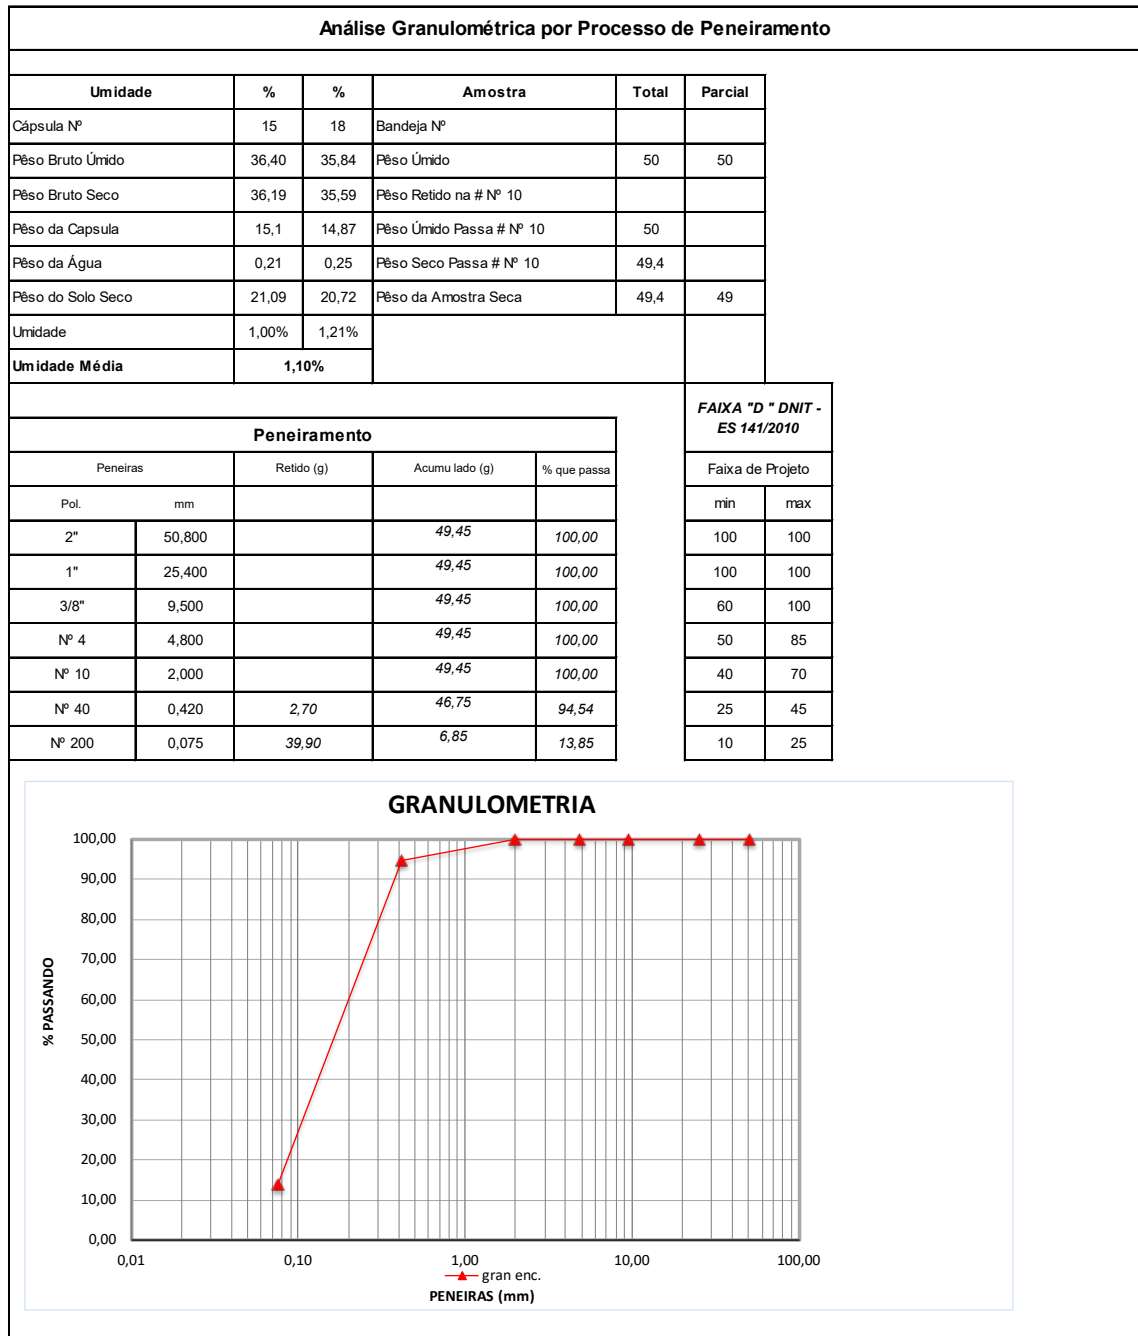 Análise Granulométrica por Processo de Peneiramento
Umidade % % Amostra Total Parcial
Cápsula Nº 15 18 Bandeja Nº
Pêso Bruto Úmido 36,40 35,84 Pêso Úmido 50 50
Pêso Bruto Seco 36,19 35,59 Pêso Retido na # Nº 10
Pêso da Capsula 15,1 14,87 Pêso Úmido Passa # Nº 10 50
Pêso da Água 0,21 0,25 Pêso Seco Passa # Nº 10 49,4
Pêso do Solo Seco 21,09 20,72 Pêso da Amostra Seca 49,4 49
Umidade 1,00% 1,21%
Umidade Média 1,10%
FAIXA "D " DNIT -
ES 141/2010
Peneiramento
Peneiras Retido (g) Acumu lado (g) % que passa Faixa de Projeto
Pol. mm min max
2" 50,800 49,45 100,00 100 100
1" 25,400 49,45 100,00 100 100
3/8" 9,500 49,45 100,00 60 100
Nº 4 4,800 49,45 100,00 50 85
Nº 10 2,000 49,45 100,00 40 70
Nº 40 0,420 2,70 46,75 94,54 25 45
Nº 200 0,075 39,90 6,85 13,85 10 25
GRANULOMETRIA
100,00
90,00
80,00
70,00
60,00
50,00
40,00
30,00
20,00
10,00
0,00
% PASSANDO
0,01 0,10 1,00 10,00 100,00
gran enc.
PENEIRAS (mm)